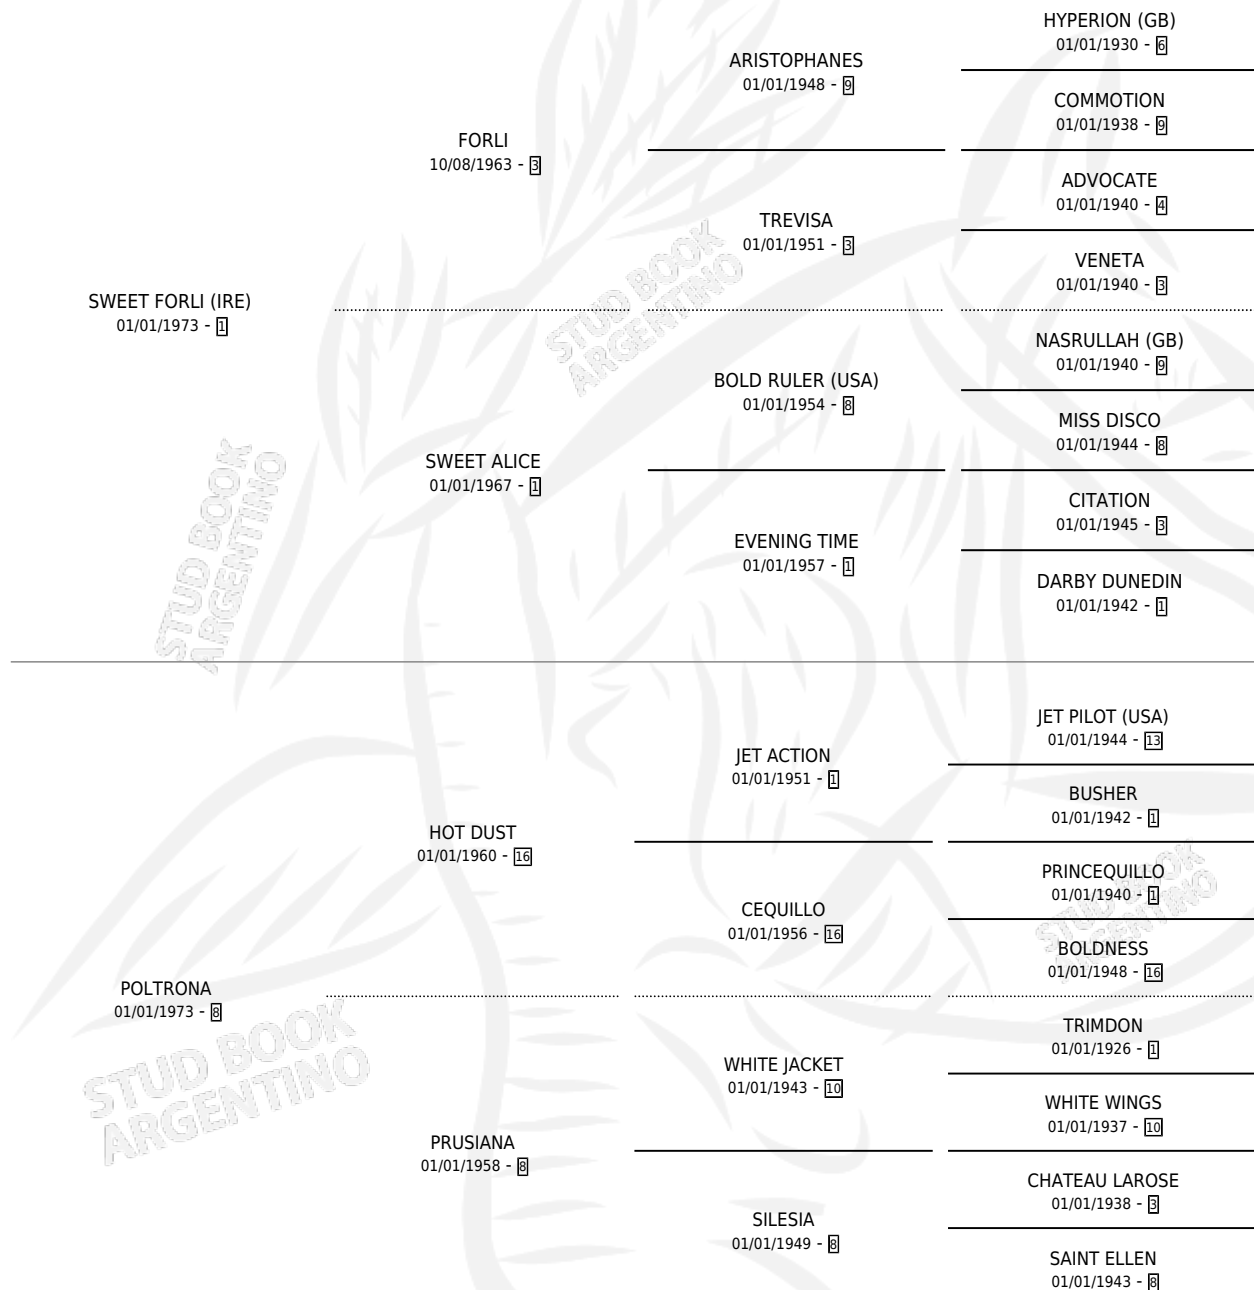 HYPERION (GB)
01/01/1930 - 6
ARISTOPHANES
01/01/1948 - 9
COMMOTION
01/01/1938 - 9
FORLI
10/08/1963 - 3
ADVOCATE
01/01/1940 - 4
TREVISA
01/01/1951 - 3
VENETA
01/01/1940 - 3
SWEET FORLI (IRE)
01/01/1973 - 1
STUD BOOK
ARGENTINO
NASRULLAH (GB)
01/01/1940 - 9
BOLD RULER (USA)
01/01/1954 - 8
MISS DISCO
01/01/1944 - 8
SWEET ALICE
01/01/1967 - 1
CITATION
01/01/1945 - 3
EVENING TIME
01/01/1957 - 1
DARBY DUNEDIN
01/01/1942 - 1
STUD BOOK
ARGENTINO
JET PILOT (USA)
01/01/1944 - 13
JET ACTION
01/01/1951 - 1
BUSHER
01/01/1942 - 1
HOT DUST
01/01/1960 - 16
PRINCEQUILLO
01/01/1940 - 1
CEQUILLO
01/01/1956 - 16
BOLDNESS
01/01/1948 - 16
STUD BOOK
ARGENTINO
POLTRONA
01/01/1973 - 8
STUD BOOK
ARGENTINO
TRIMDON
01/01/1926 - 1
WHITE JACKET
01/01/1943 - 10
WHITE WINGS
01/01/1937 - 10
PRUSIANA
01/01/1958 - 8
CHATEAU LAROSE
01/01/1938 - 3
SILESIA
01/01/1949 - 8
SAINT ELLEN
01/01/1943 - 8